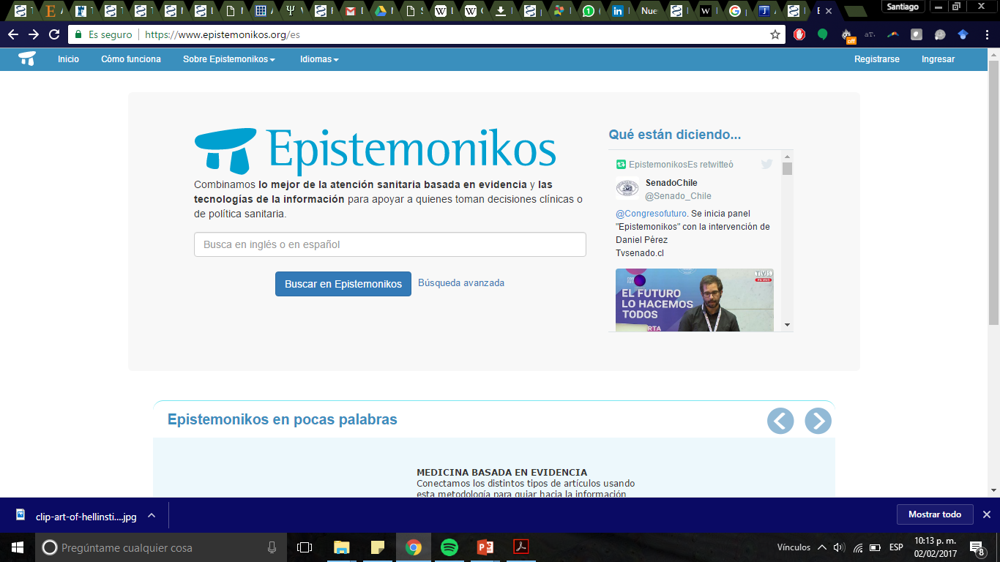 Santiago
Es seguro
https://www.epistemonikos.org/es
off
Inicio
Cómo funciona
Sobre Epistemonikos
Idiomas
Registrarse
Ingresar
Epistemonikos
Combinamos lo mejor de la atención sanitaria basada en evidencia y las
tecnologías de la información para apoyar a quienes toman decisiones clínicas o
de política sanitaria.
Busca en inglés o en español
Buscar en Epistemonikos
Búsqueda avanzada
Qué están diciendo...
EpistemonikosEs retwitteó
SenadoChile
@Senado_Chile
@Congresofuturo. Se inicia panel
"Epistemonikos" con la intervención de
Daniel Pérez
Tvsenado.cl
EL FUTURO
LO HACEMOS
TODOS
Epistemonikos en pocas palabras
MEDICINA BASADA EN EVIDENCIA
Conectamos los distintos tipos de artículos usando
esta metodología para guiar hacia la información
clip-art-of-hellinsti....jpg
Mostrar todo
Pregúntame cualquier cosa
Vínculos
ESP
10:13 p. m.
02/02/2017
8